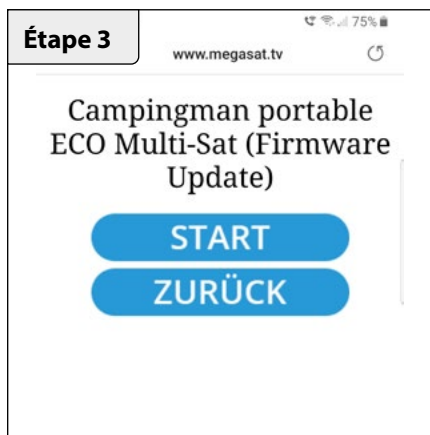 75%
Étape 3
www.megasat.tv
Campingman portable
ECO Multi-Sat (Firmware
Update)
START
ZURÜCK